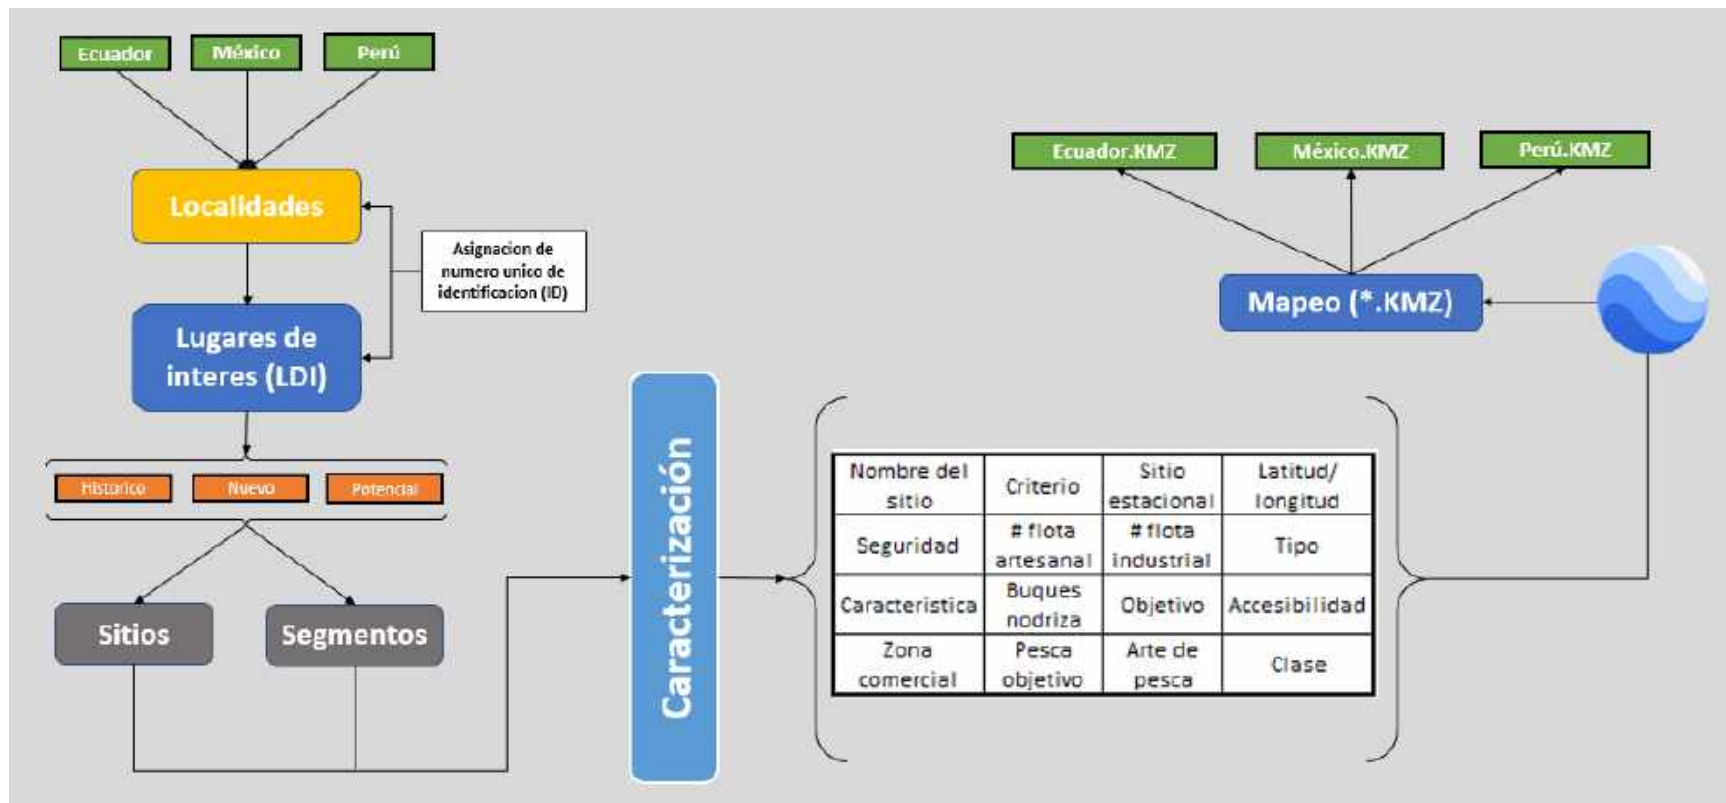 Ecuador
México
Perú
Localidades
Asignacion de
numero unico de
identificacion (ID)
Lugares de
interes (LDI)
Historico
Nuevo
Potencial
Sitios
Segmentos
Caracterización
Nombre del
sitio
Criterio
Sitio
estacional
Latitud/
longitud
Seguridad
# flota
artesanal
# flota
industrial
Tipo
Caracteristica
Buques
nodriza
Objetivo
Accesibilidad
Zona
comercial
Pesca
objetivo
Arte de
pesca
Clase
Ecuador.KMZ
México.KMZ
Perú.KMZ
Mapeo (*.KMZ)